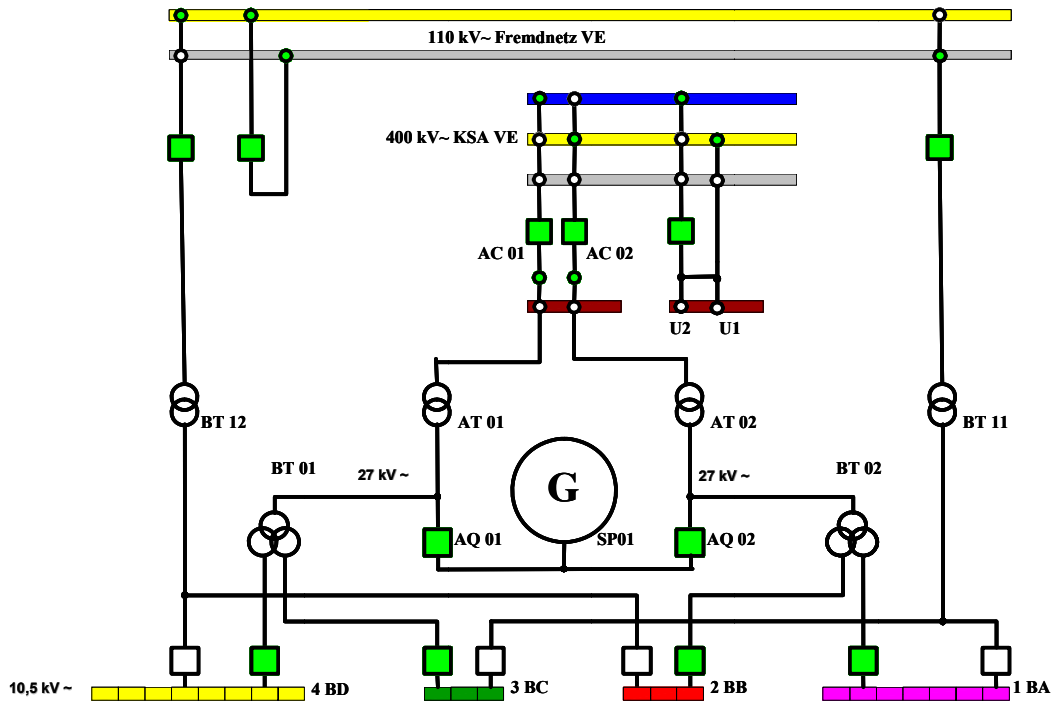 110 kV~ Fremdnetz VE
400 kV~ KSA VE
AC 01
AC 02
U2
U1
BT 12
AT 01
AT 02
BT 11
BT 01
27 kV ~
G
27 kV ~
BT 02
AQ 01
SP01
AQ 02
10,5 kV ~
4 BD
3 BC
2 BB
1 BA